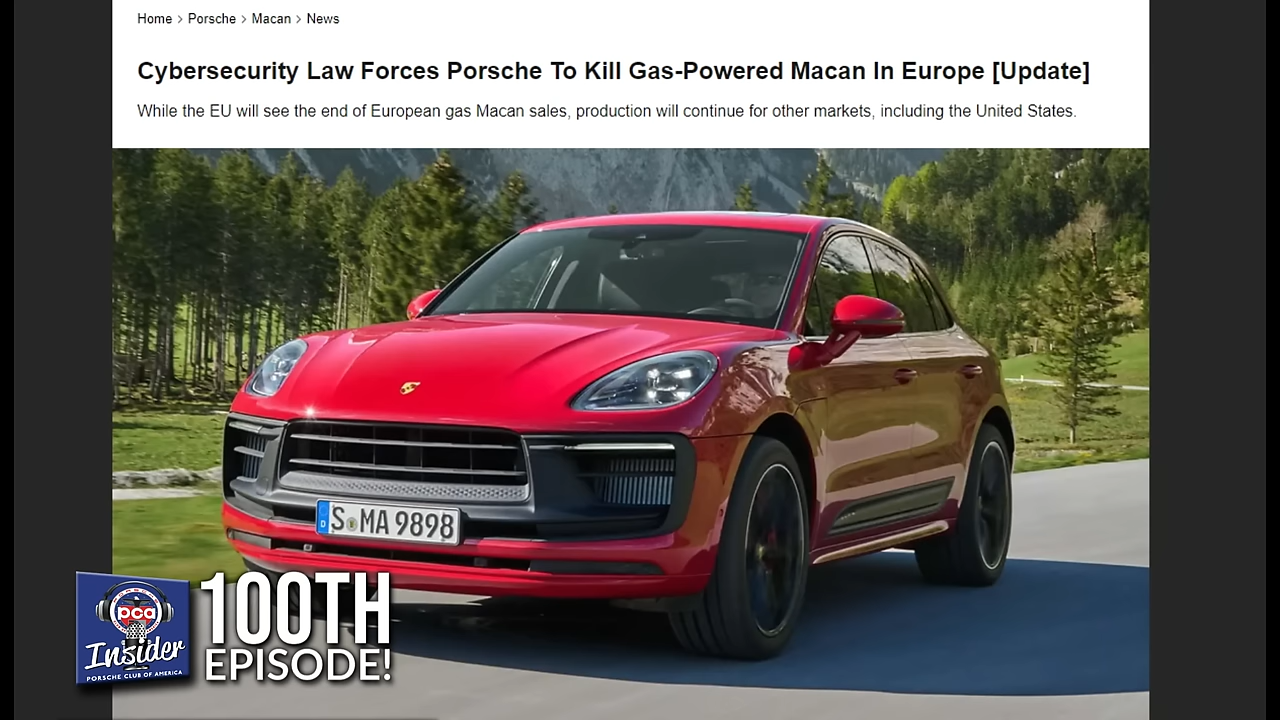 Home > Porsche > Macan > News
Cybersecurity Law Forces Porsche To Kill Gas-Powered Macan In Europe [Update]
While the EU will see the end of European gas Macan sales, production will continue for other markets, including the United States.
D
S MA 9898
pca
Insider
PORSCHE CLUB OF AMERICA
100TH
EPISODE!